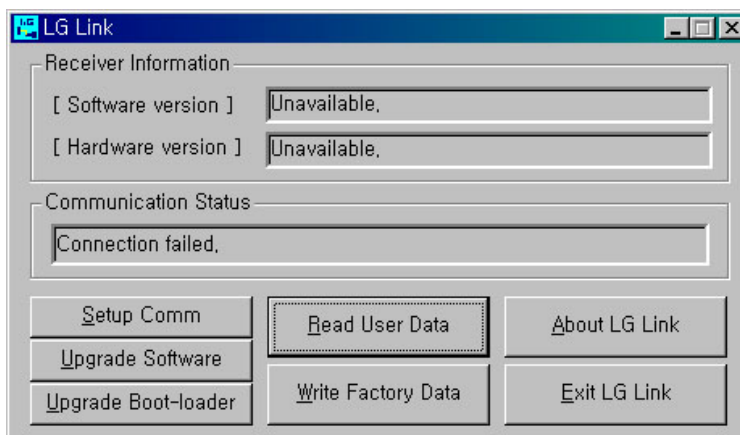 LG Link
Receiver Information
[ Software version ] Unavailable,
[ Hardware version ] Unavailable,
Communication Status
Connection failed,
Setup Comm
Read User Data
About LG Link
Upgrade Software
Upgrade Boot-loader
Write Factory Data
Exit LG Link